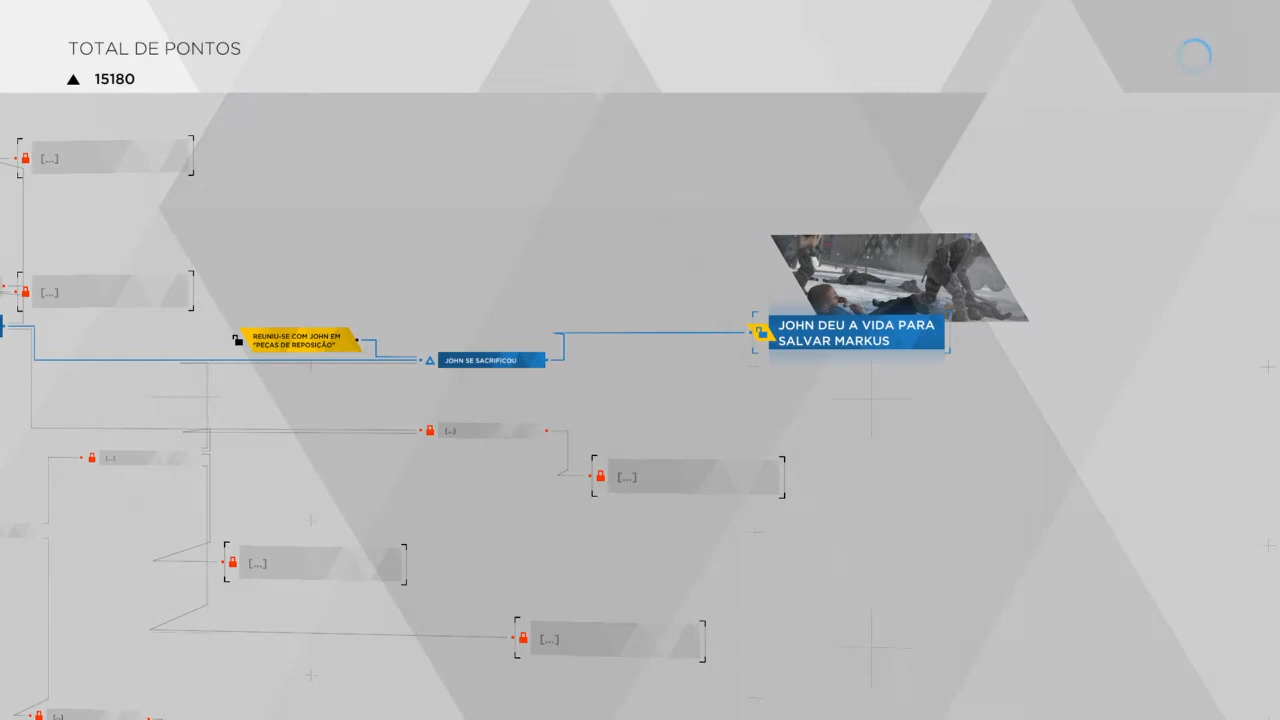 TOTAL DE PONTOS
▲ 15180
[...]
[...]
REUNIU-SE COM JOHN EM
"PEÇAS DE REPOSIÇÃO"
JOHN SE SACRIFICOU
JOHN DEU A VIDA PARA
SALVAR MARKUS
[...]
[...]
[...]
[...]
[...]
[...]